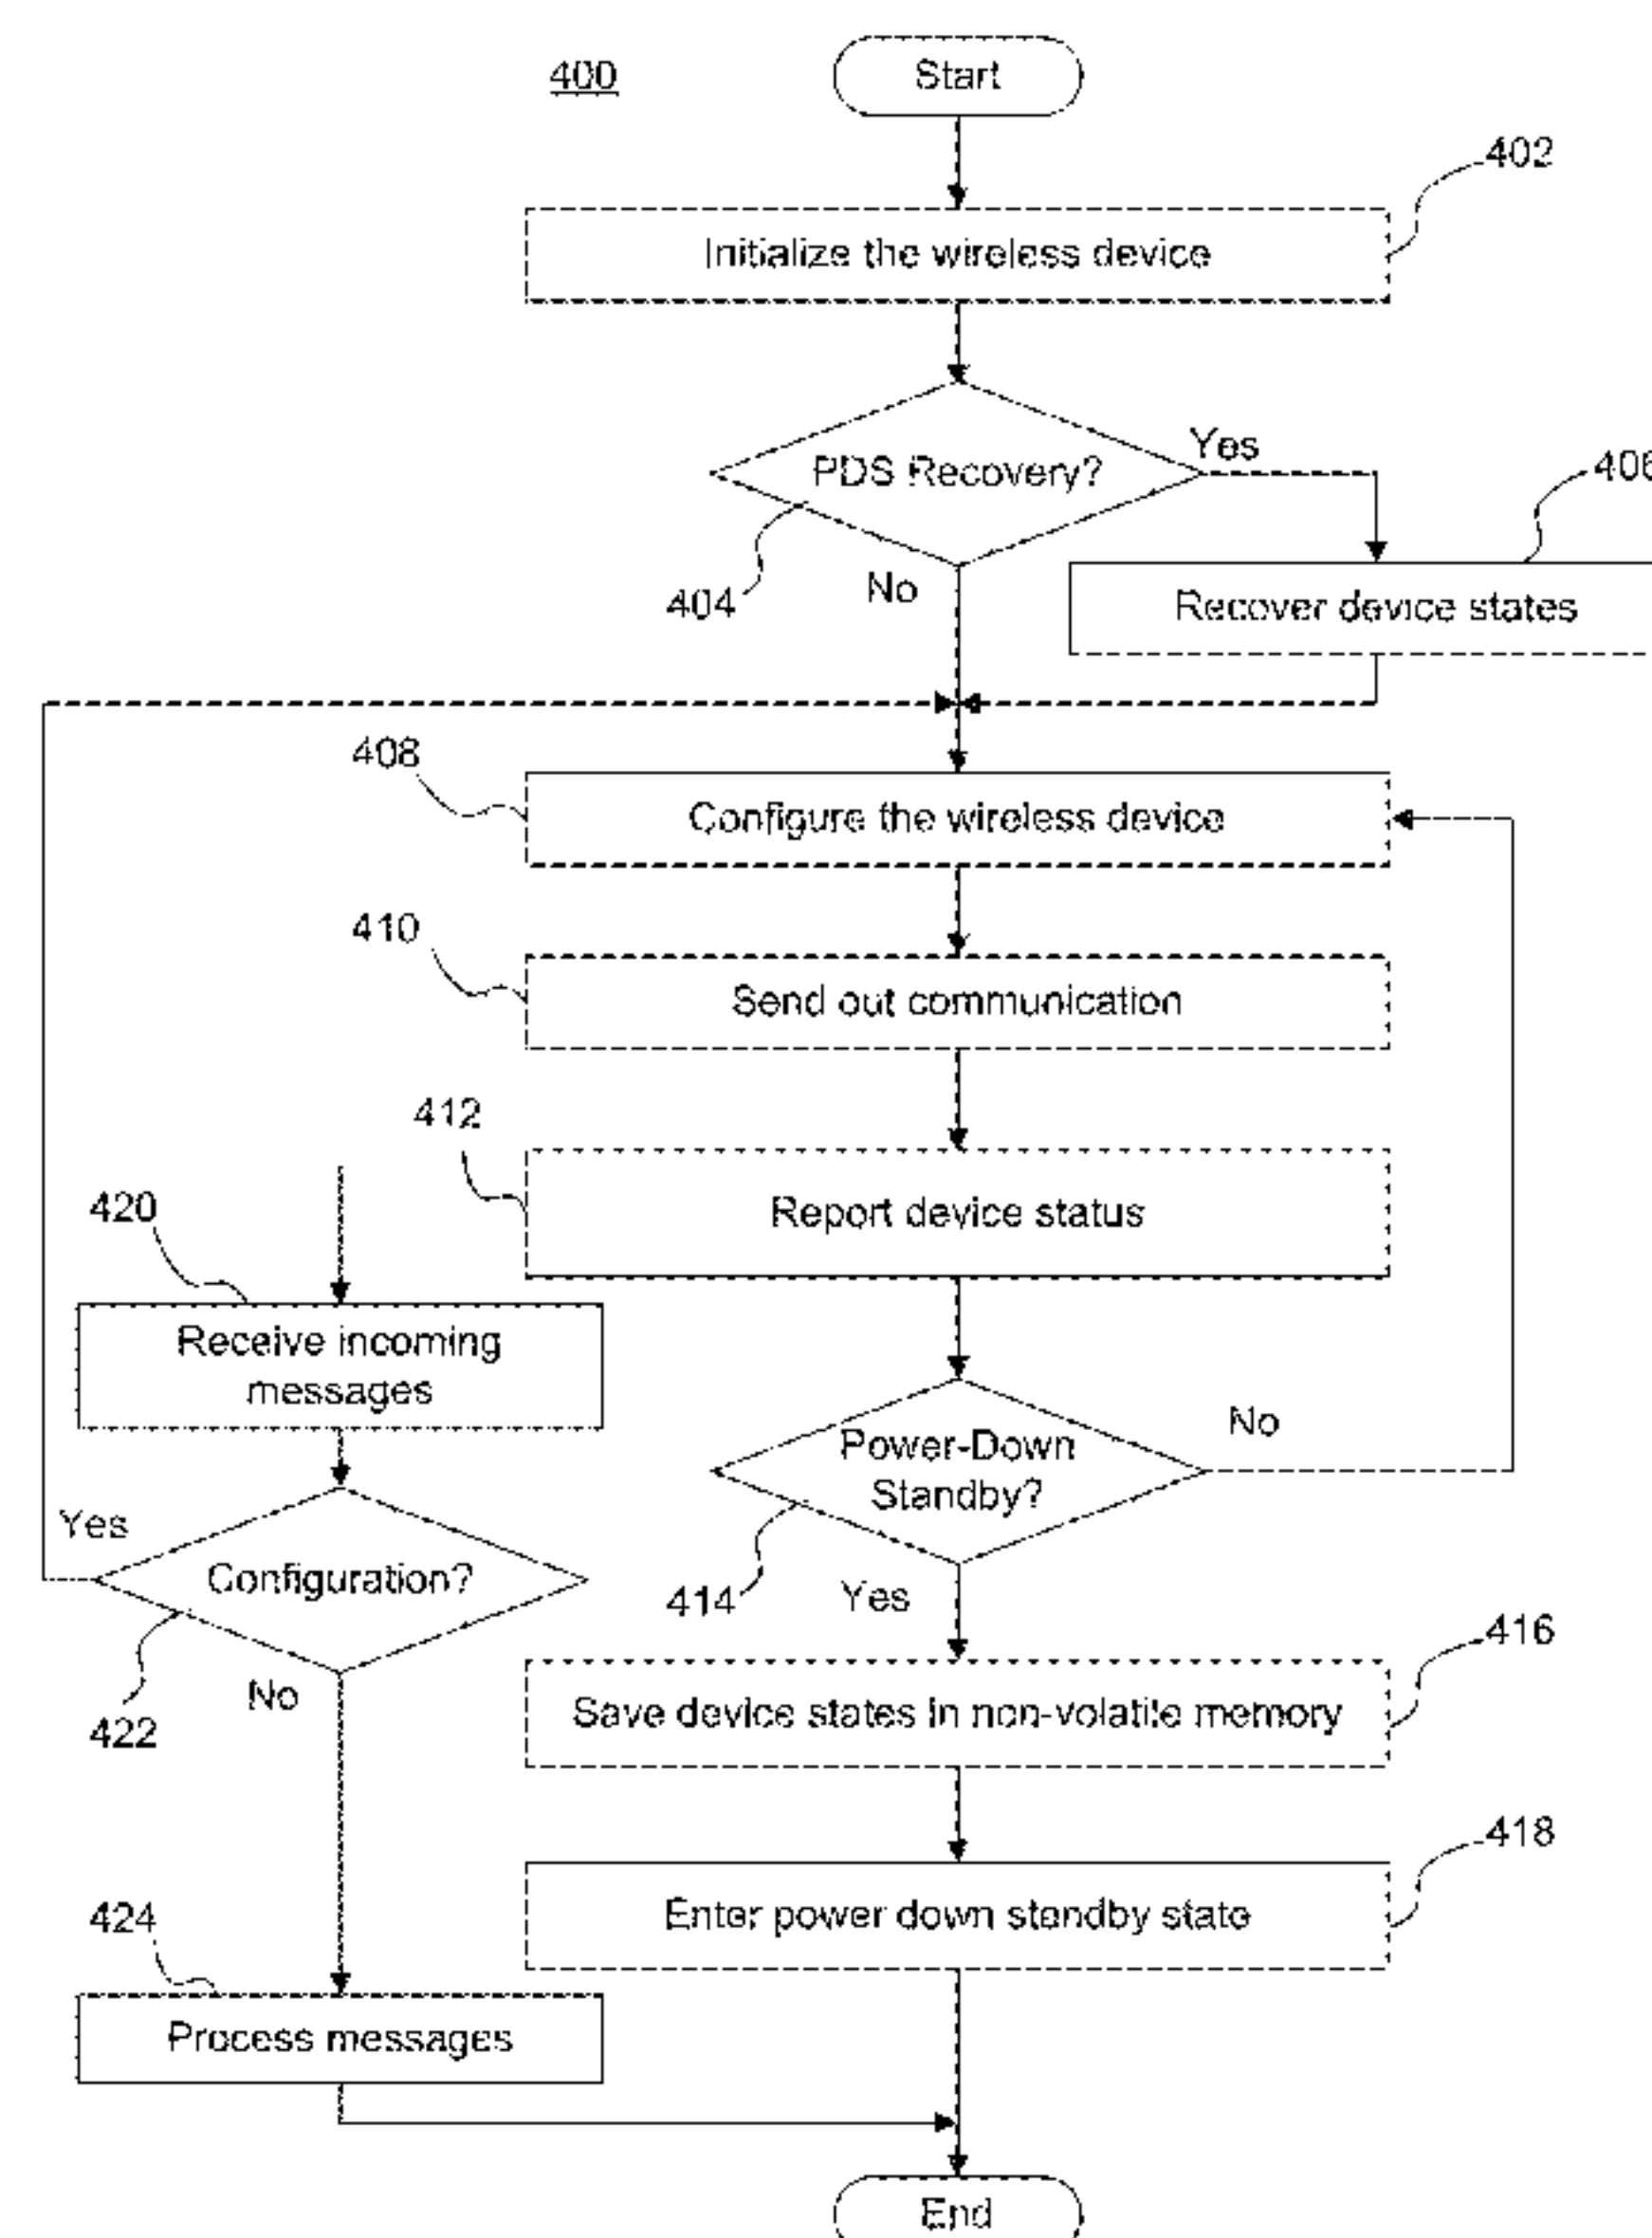 400
Start
402
Initialize the wireless device
PDS Recovery?
Yes
406
404
No
Recover device states
408
Configure the wireless device
410
Send out communication
412
Report device status
420
Receive incoming
messages
Power-Down
Standby?
No
Yes
Configuration?
414
Yes
416
422
No
Save device states in non-volatile memory
418
Enter power down standby state
424
Process messages
End